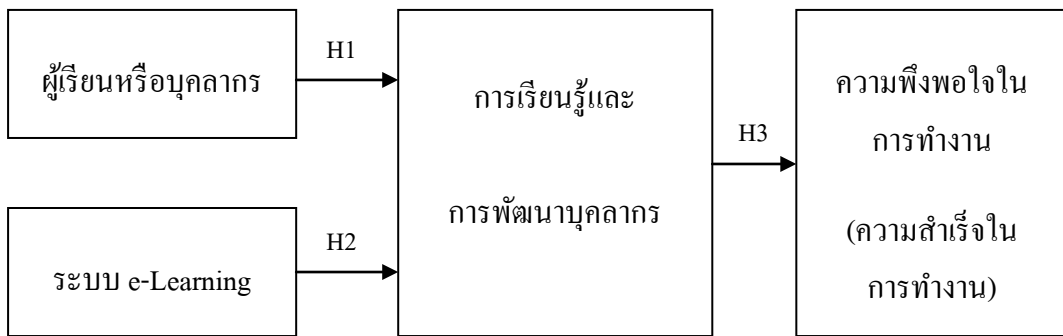 ผู้เรียนหรือบุคลากร
H1
ระบบ e-Learning
H2
การเรียนรู้และ
การพัฒนาบุคลากร
H3
ความพึงพอใจใน
การทำงาน
(ความสำเร็จใน
การทำงาน)